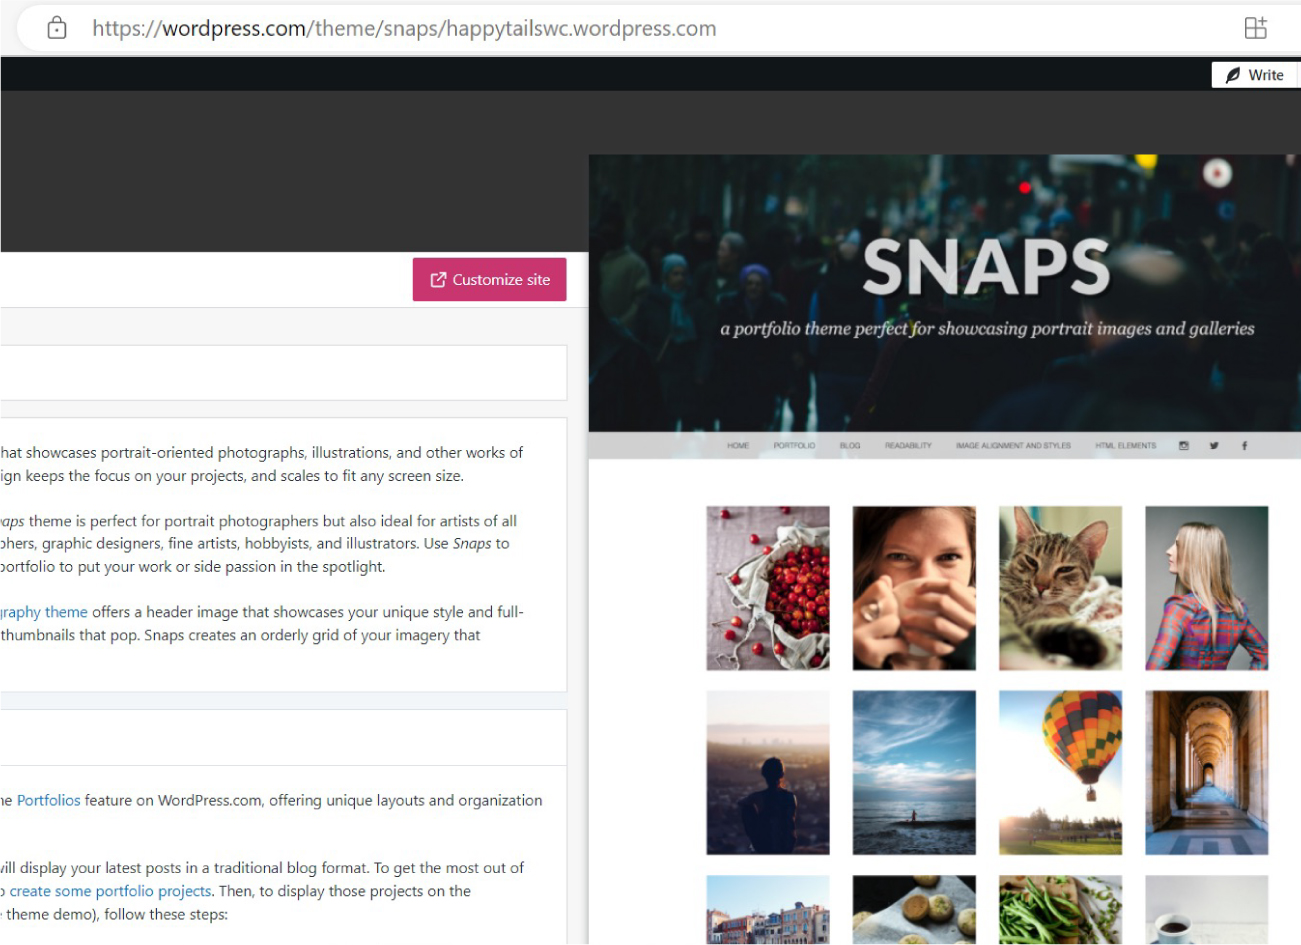 https://wordpress.com/theme/snaps/happytailswc.wordpress.com
Write
Customize site
SNAPS
a portfolio theme perfect for showcasing portrait images and galleries
HOME PORTFOLIO BLOG READABILITY IMAGE ALIGNMENT AND STYLES HTML ELEMENTS
hat showcases portrait-oriented photographs, illustrations, and other works of
ign keeps the focus on your projects, and scales to fit any screen size.
aps theme is perfect for portrait photographers but also ideal for artists of all
phers, graphic designers, fine artists, hobbyists, and illustrators. Use Snaps to
portfolio to put your work or side passion in the spotlight.
graphy theme offers a header image that showcases your unique style and full-
thumbnails that pop. Snaps creates an orderly grid of your imagery that
he Portfolios feature on WordPress.com, offering unique layouts and organization
will display your latest posts in a traditional blog format. To get the most out of
o create some portfolio projects. Then, to display those projects on the
theme demo), follow these steps: